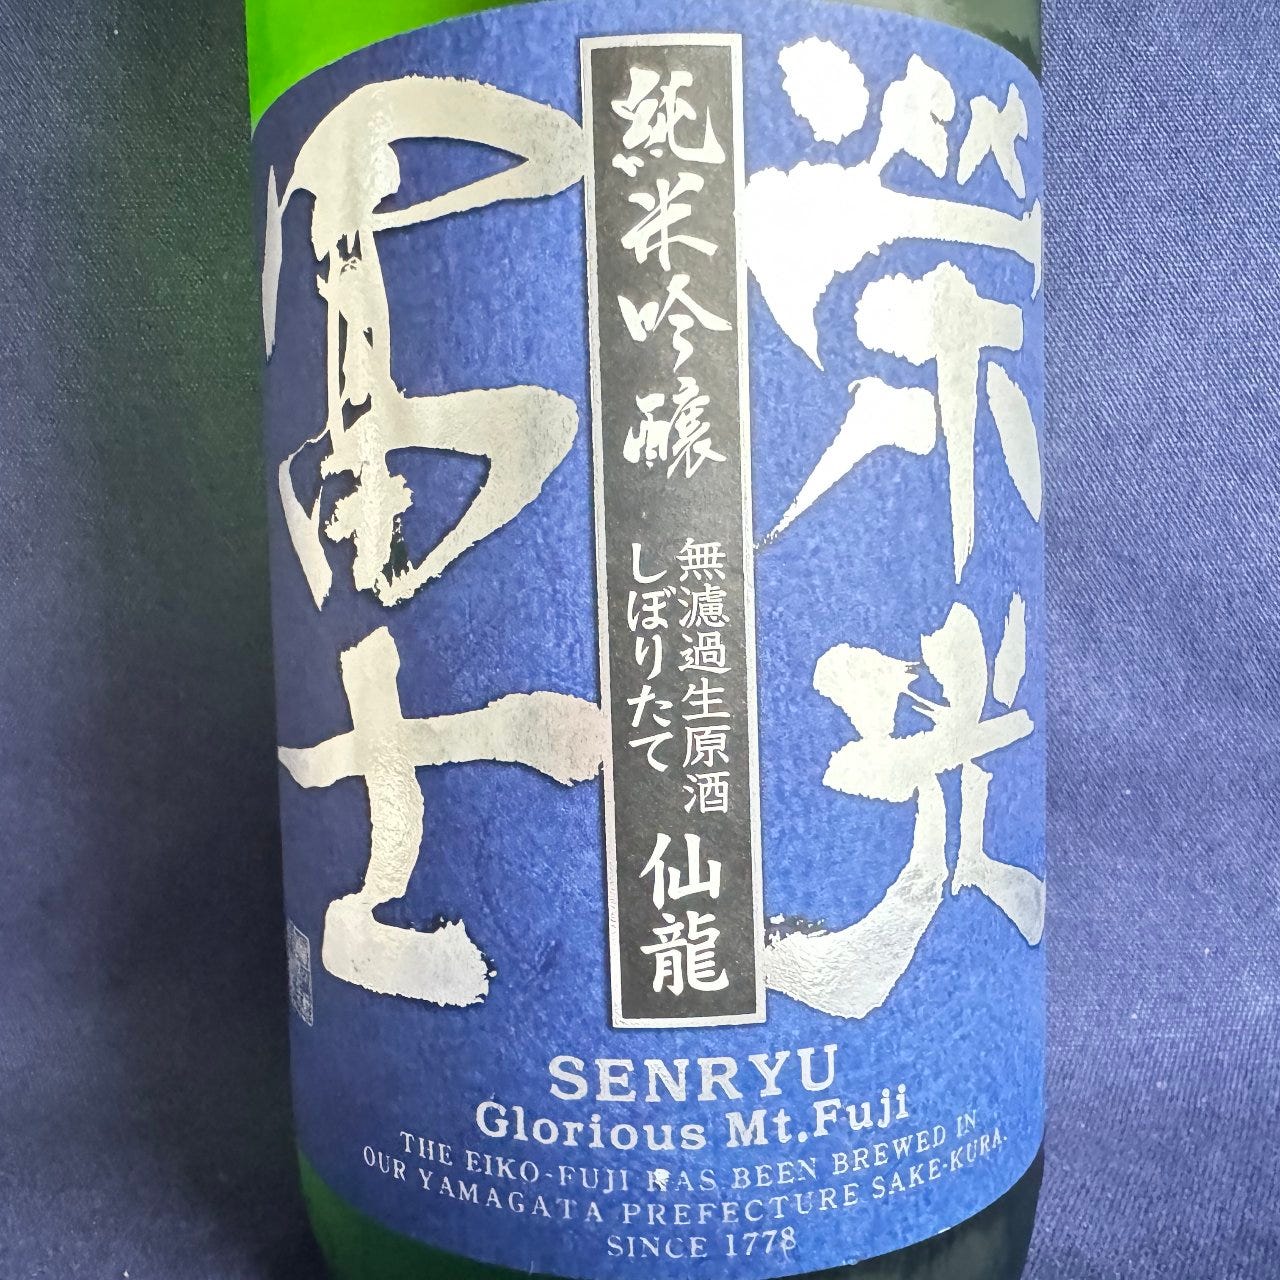 栄光
冨士
純米吟醸
無濾過生原酒
しぼりたて
仙龍
SENRYU
Glorious Mt.Fuji
THE EIKO-FUJI HAS BEEN BREWED IN
OUR YAMAGATA PREFECTURE SAKE-KURA.
SINCE 1778